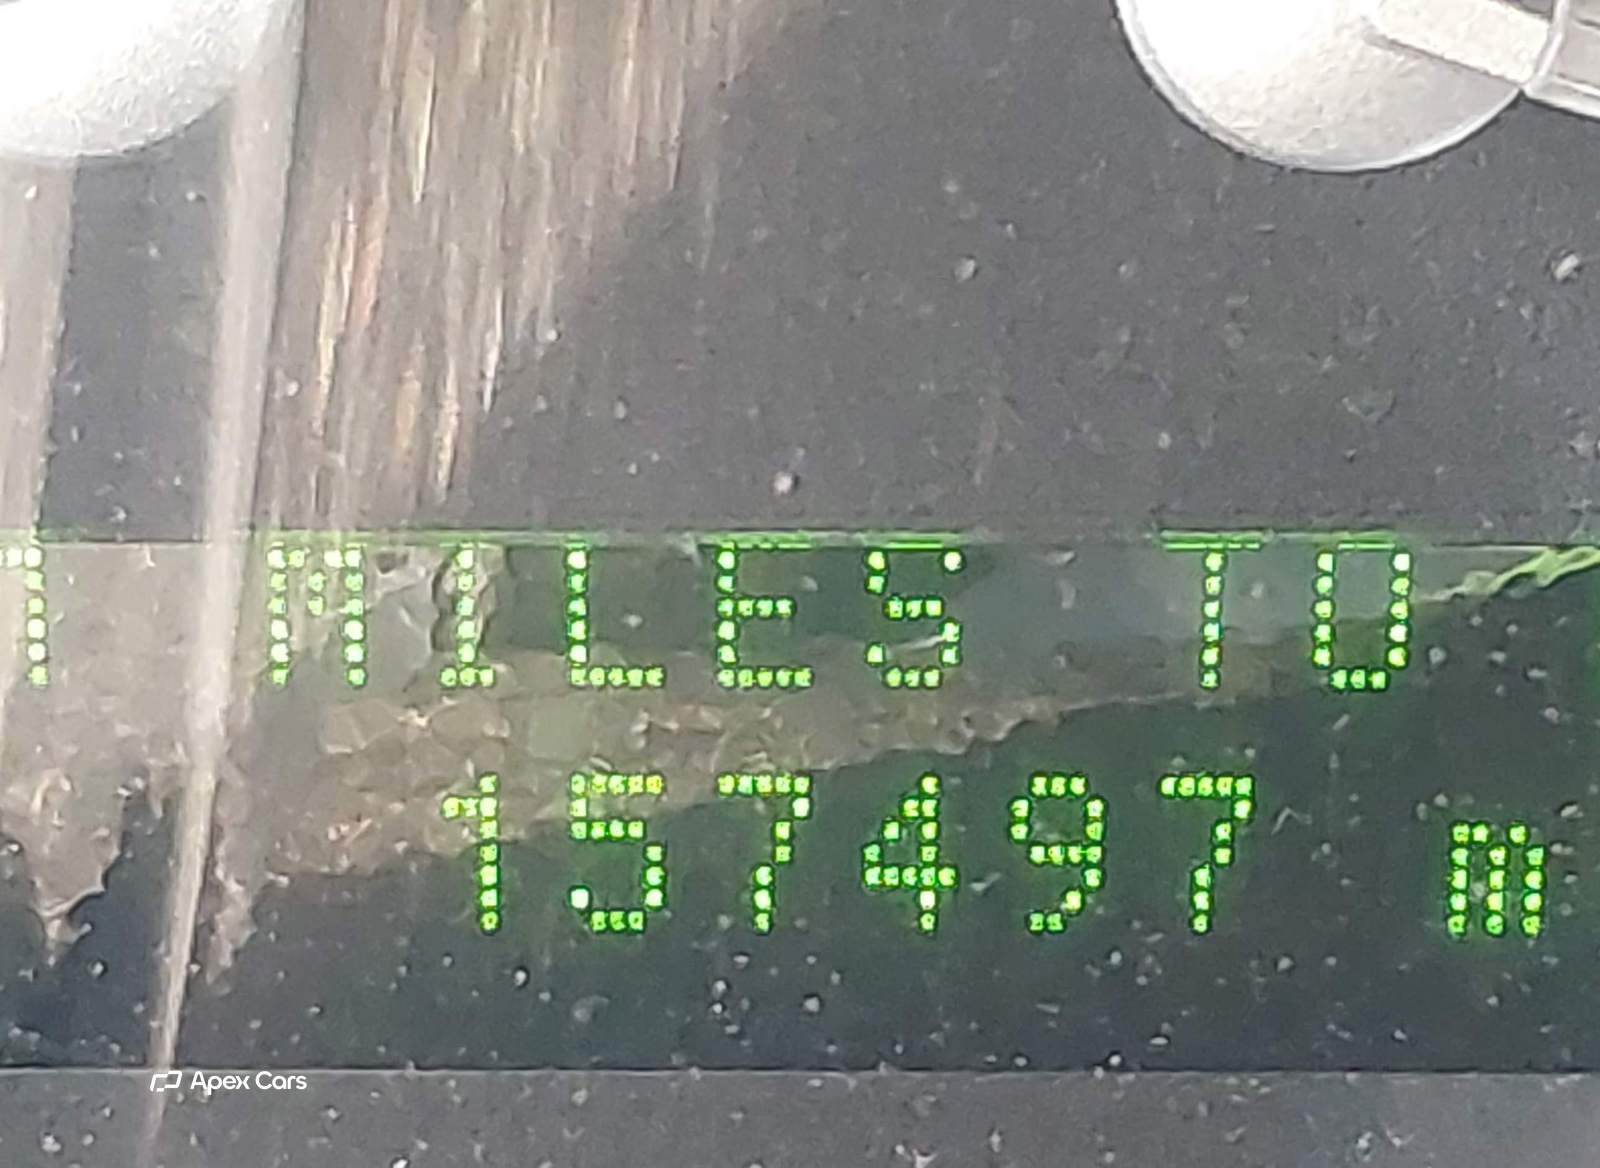 MILES TO
157497 m
Apex Cars